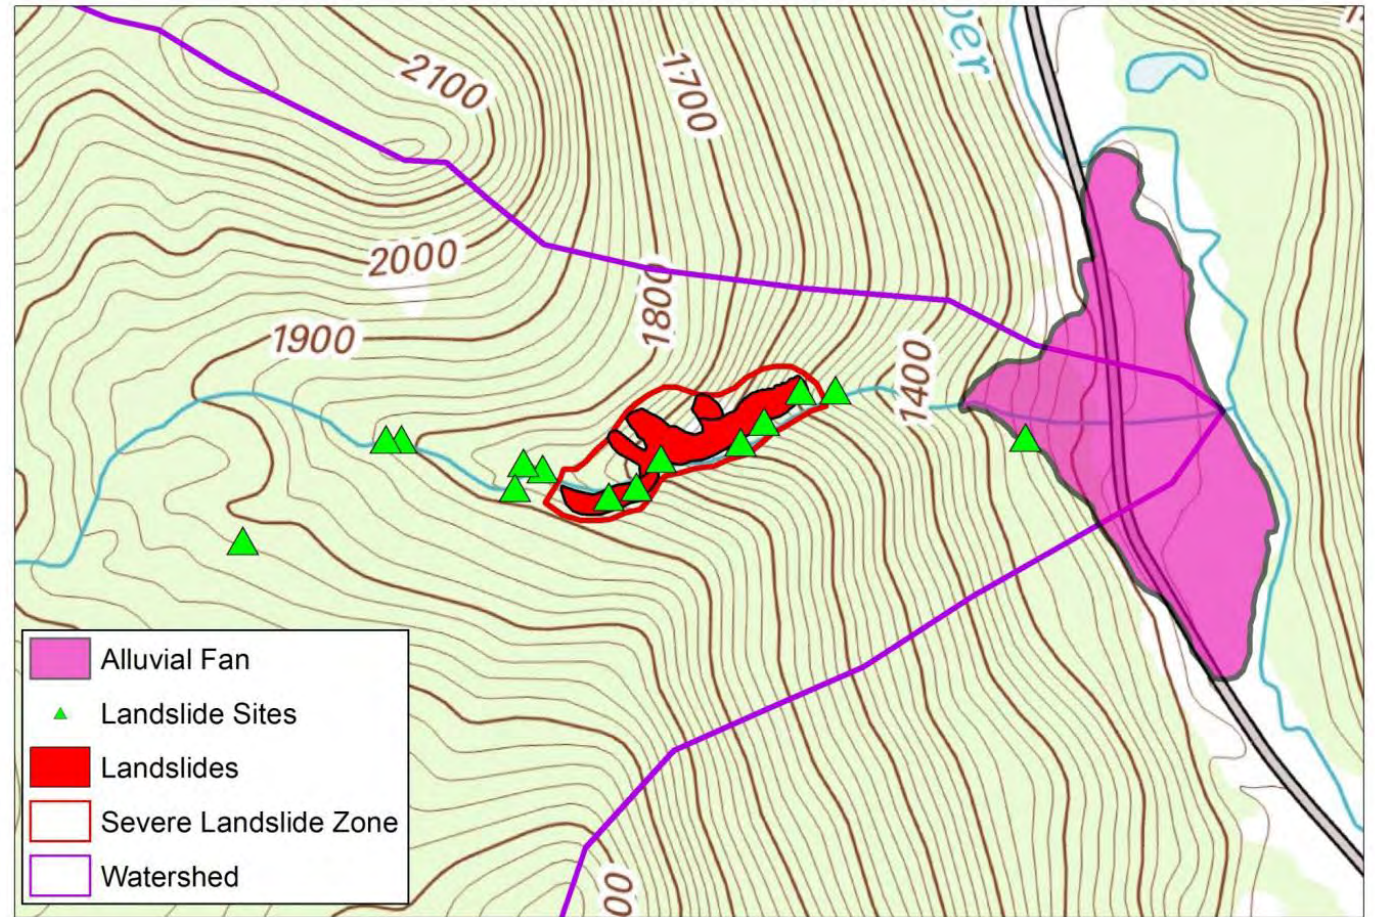 2100
1700
2000
1800
1900
1400
Alluvial Fan
Landslide Sites
Landslides
Severe Landslide Zone
Watershed